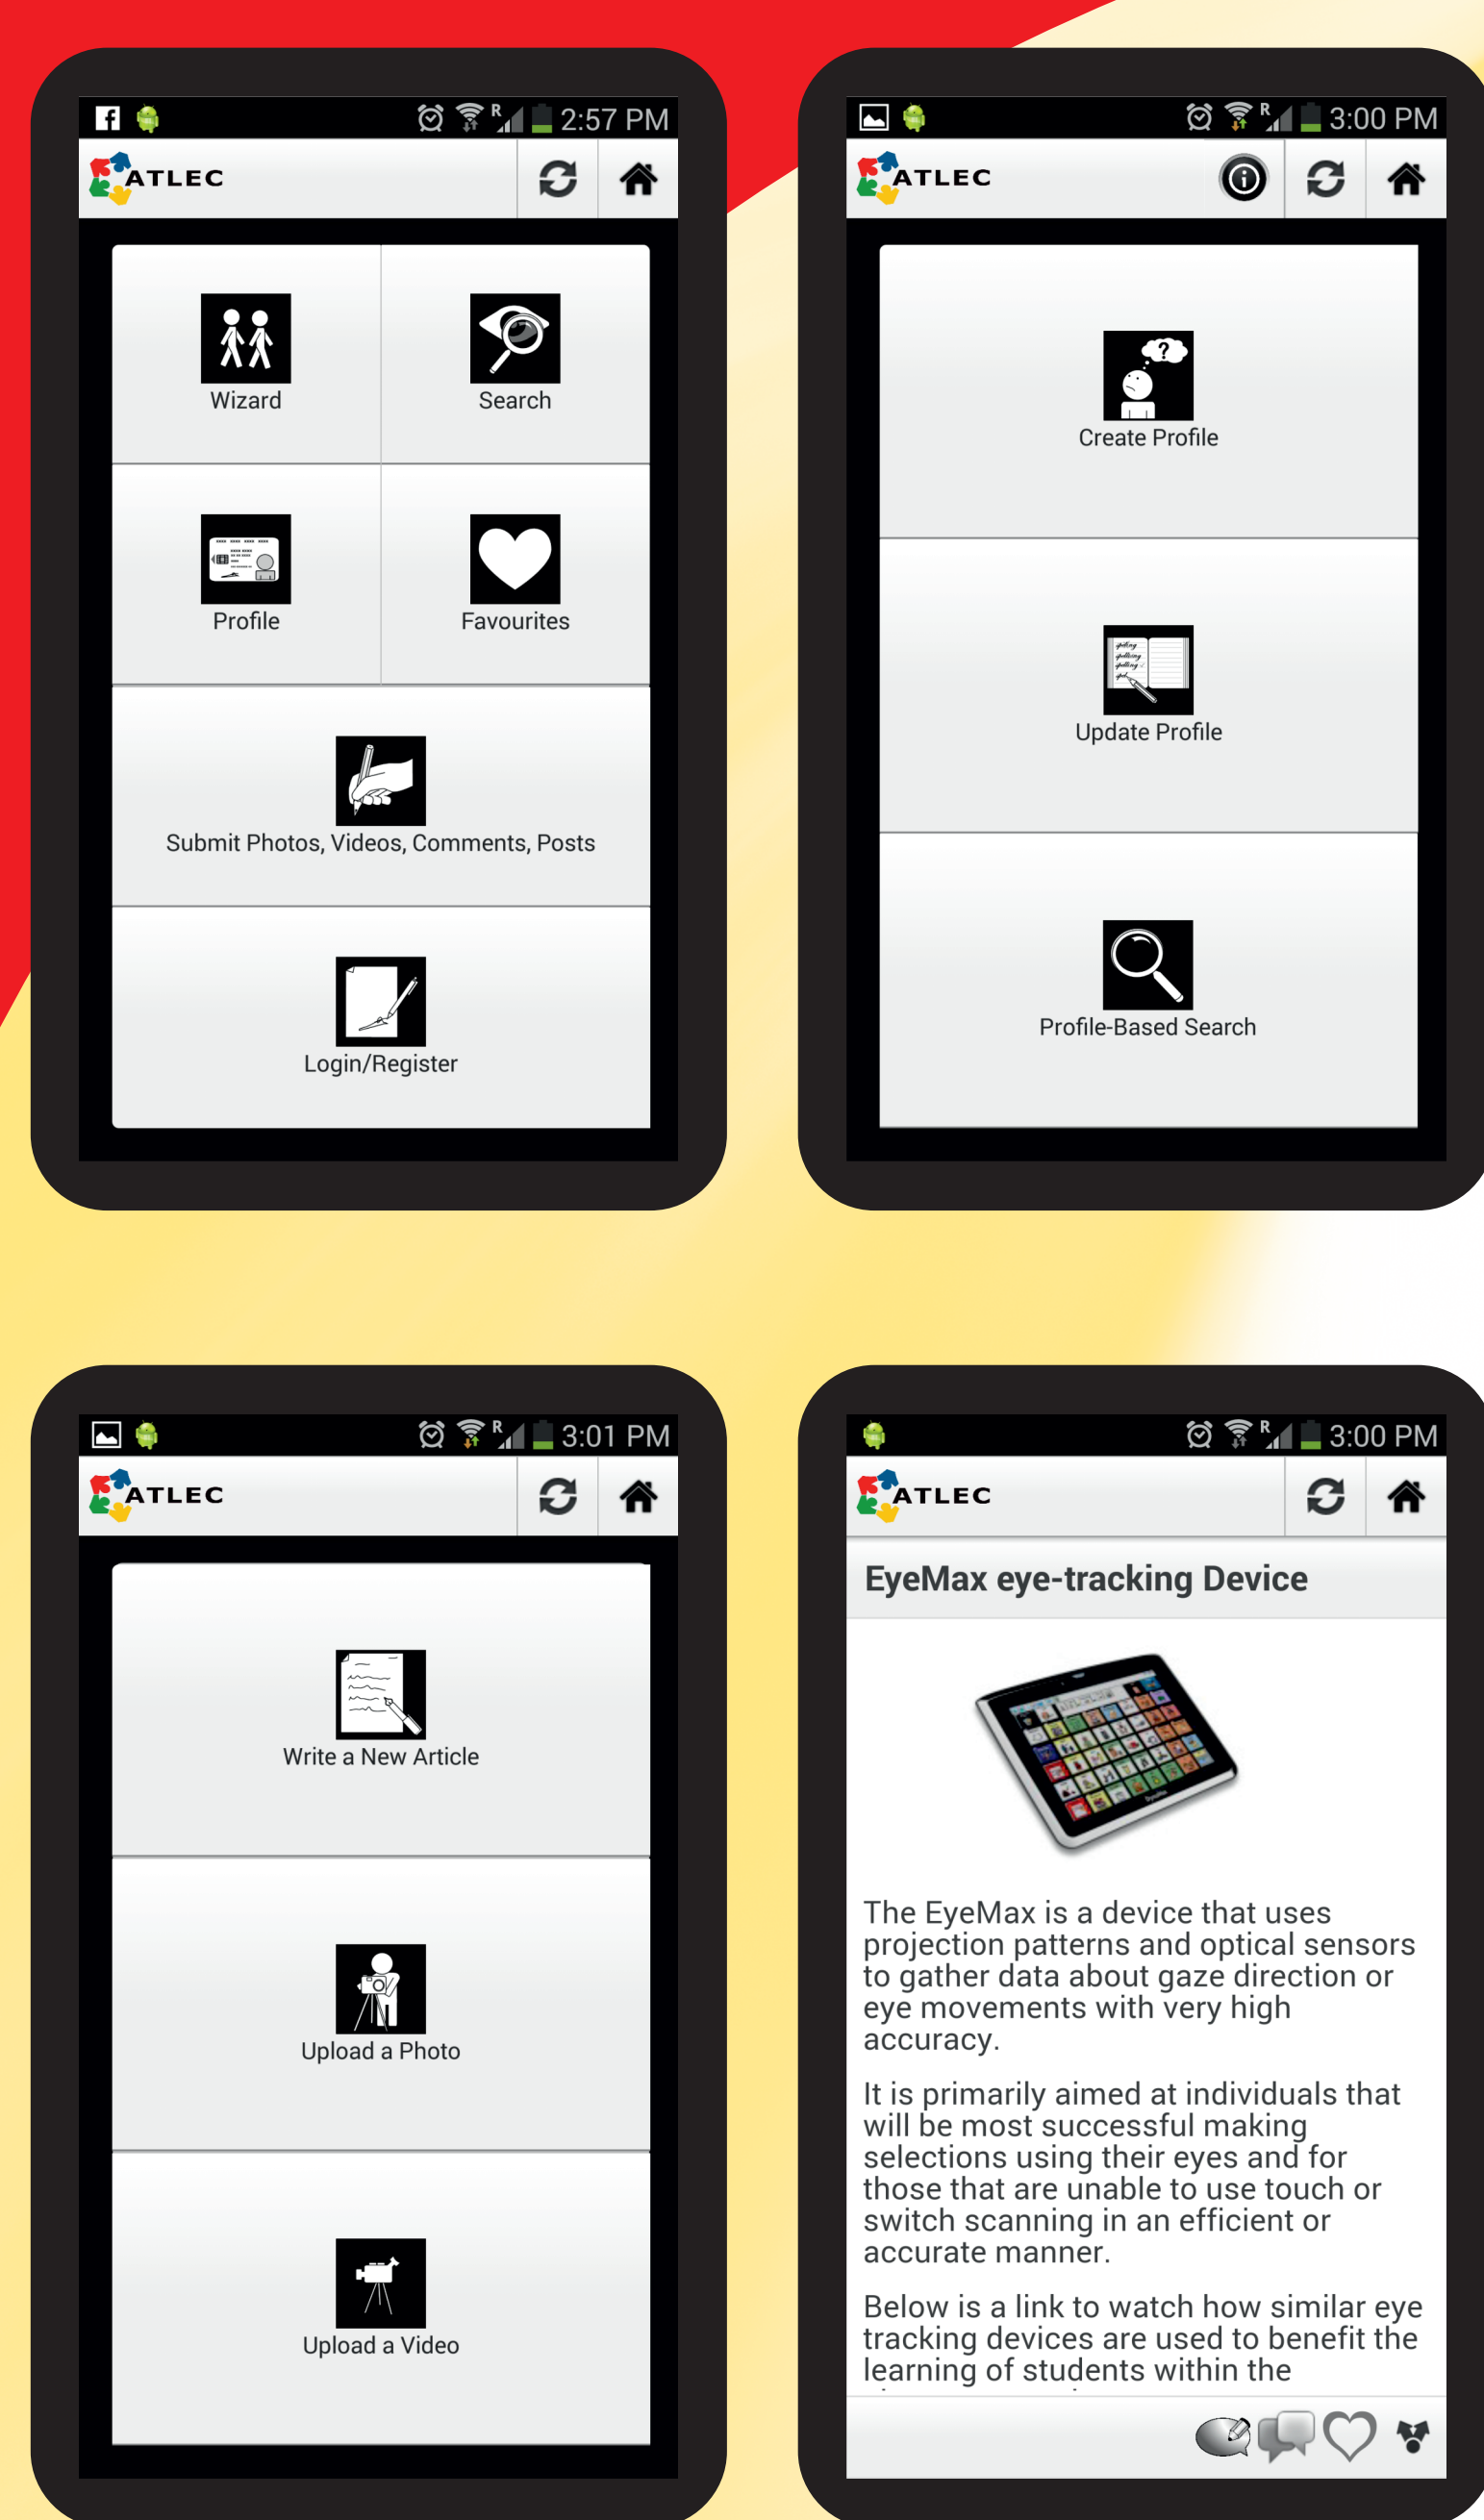 2:57 PM
ATLEC
Wizard
Search
Profile
Favourites
Submit Photos, Videos, Comments, Posts
Login/Register
3:00 PM
ATLEC
Create Profile
Update Profile
Profile-Based Search
3:01 PM
ATLEC
Write a New Article
Upload a Photo
Upload a Video
3:00 PM
ATLEC
EyeMax eye-tracking Device
The EyeMax is a device that uses
projection patterns and optical sensors
to gather data about gaze direction or
eye movements with very high
accuracy.
It is primarily aimed at individuals that
will be most successful making
selections using their eyes and for
those that are unable to use touch or
switch scanning in an efficient or
accurate manner.
Below is a link to watch how similar eye
tracking devices are used to benefit the
learning of students within the